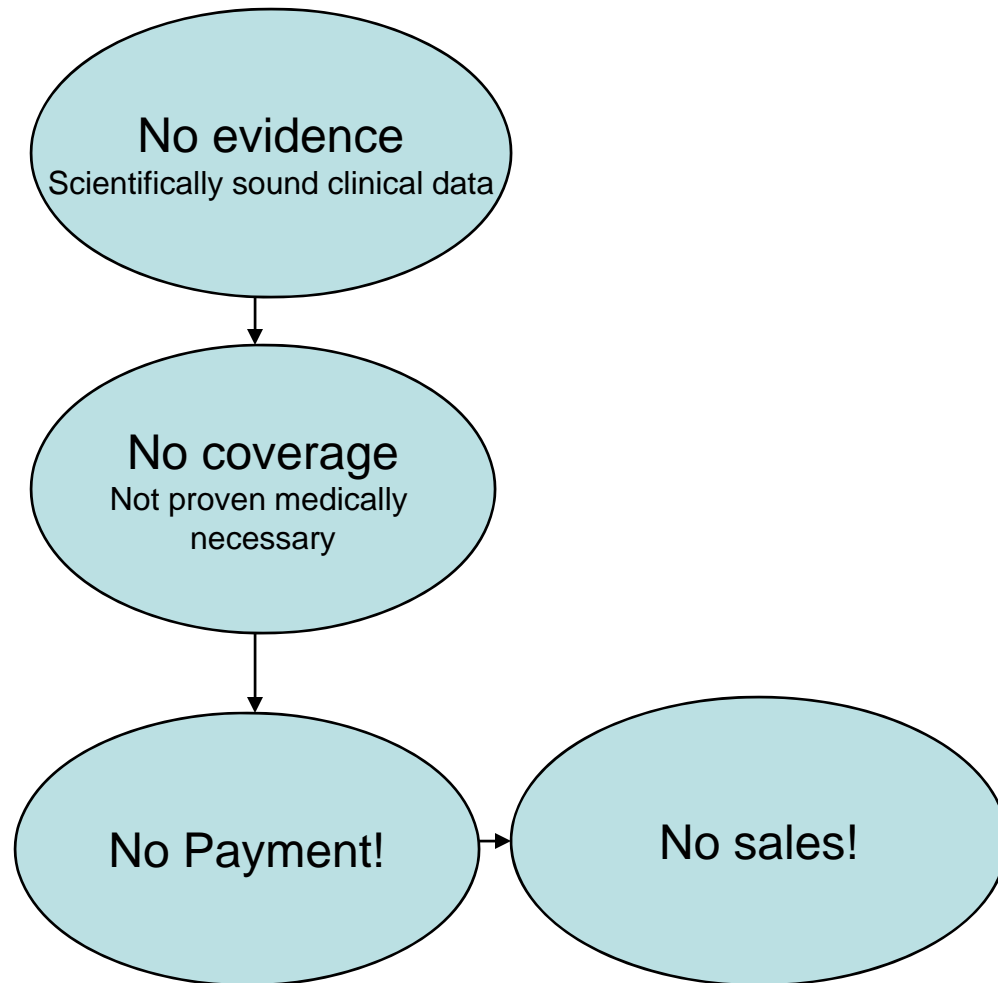 No evidence
Scientifically sound clinical data
No coverage
Not proven medically
necessary
No Payment!
No sales!